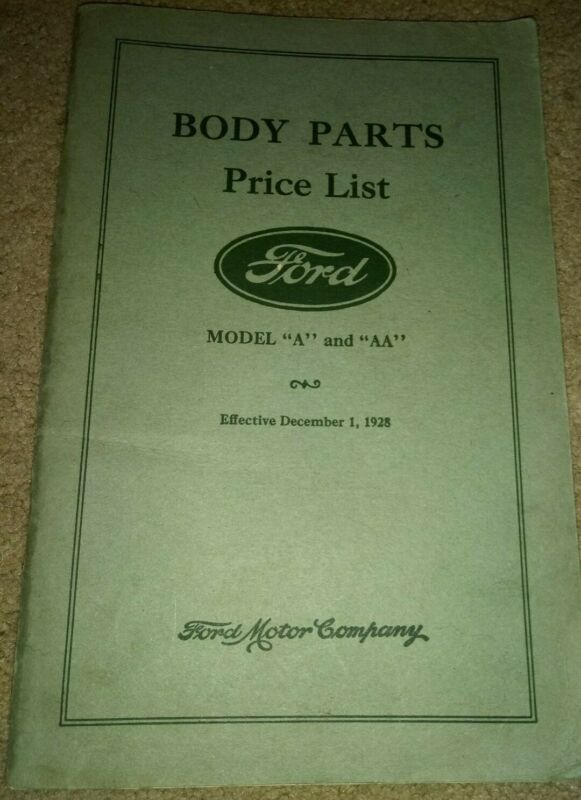 BODY PARTS
Price List
Ford
MODEL “A” and “AA”
Effective December 1, 1928
Ford Motor Company